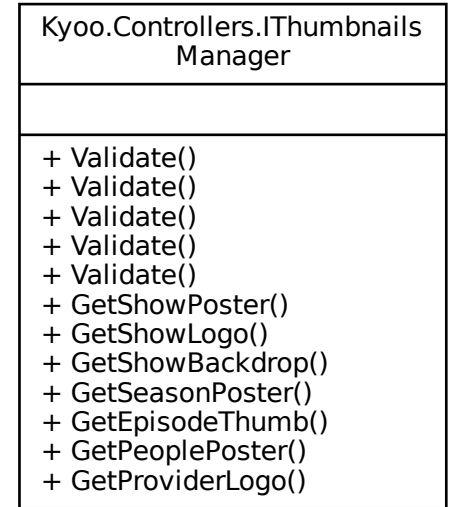 Kyoo.Controllers.IThumbnails
Manager
+ Validate()
+ Validate()
+ Validate()
+ Validate()
+ Validate()
+ GetShowPoster()
+ GetShowLogo()
+ GetShowBackdrop()
+ GetSeasonPoster()
+ GetEpisodeThumb()
+ GetPeoplePoster()
+ GetProviderLogo()